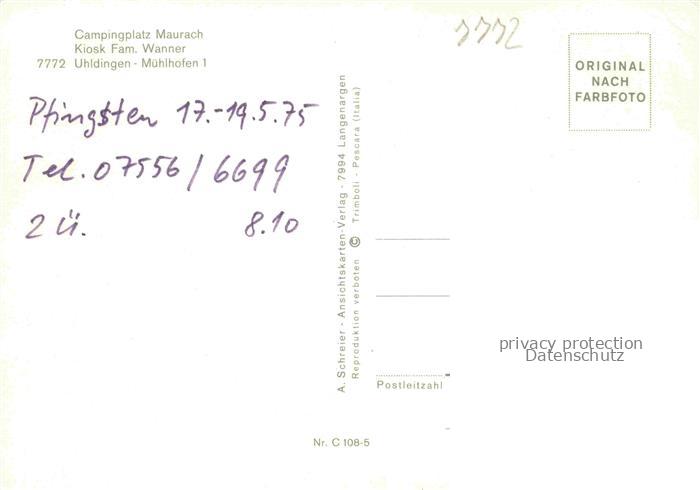 Campingplatz Maurach
Kiosk Fam. Wanner
7772 Uhldingen - Mühlhofen 1
7772
ORIGINAL
NACH
FARBFOTO
Pfingsten 17.-19.5.75
Tel. 07556/6699
2 Ü. 8.10
A. Schreier - Ansichtskarten-Verlag - 7994 Langenargen
Reproduktion verboten © Trimboli - Pescara (Italia)
privacy protection
Datenschutz
Postleitzahl
Nr. C 108-5